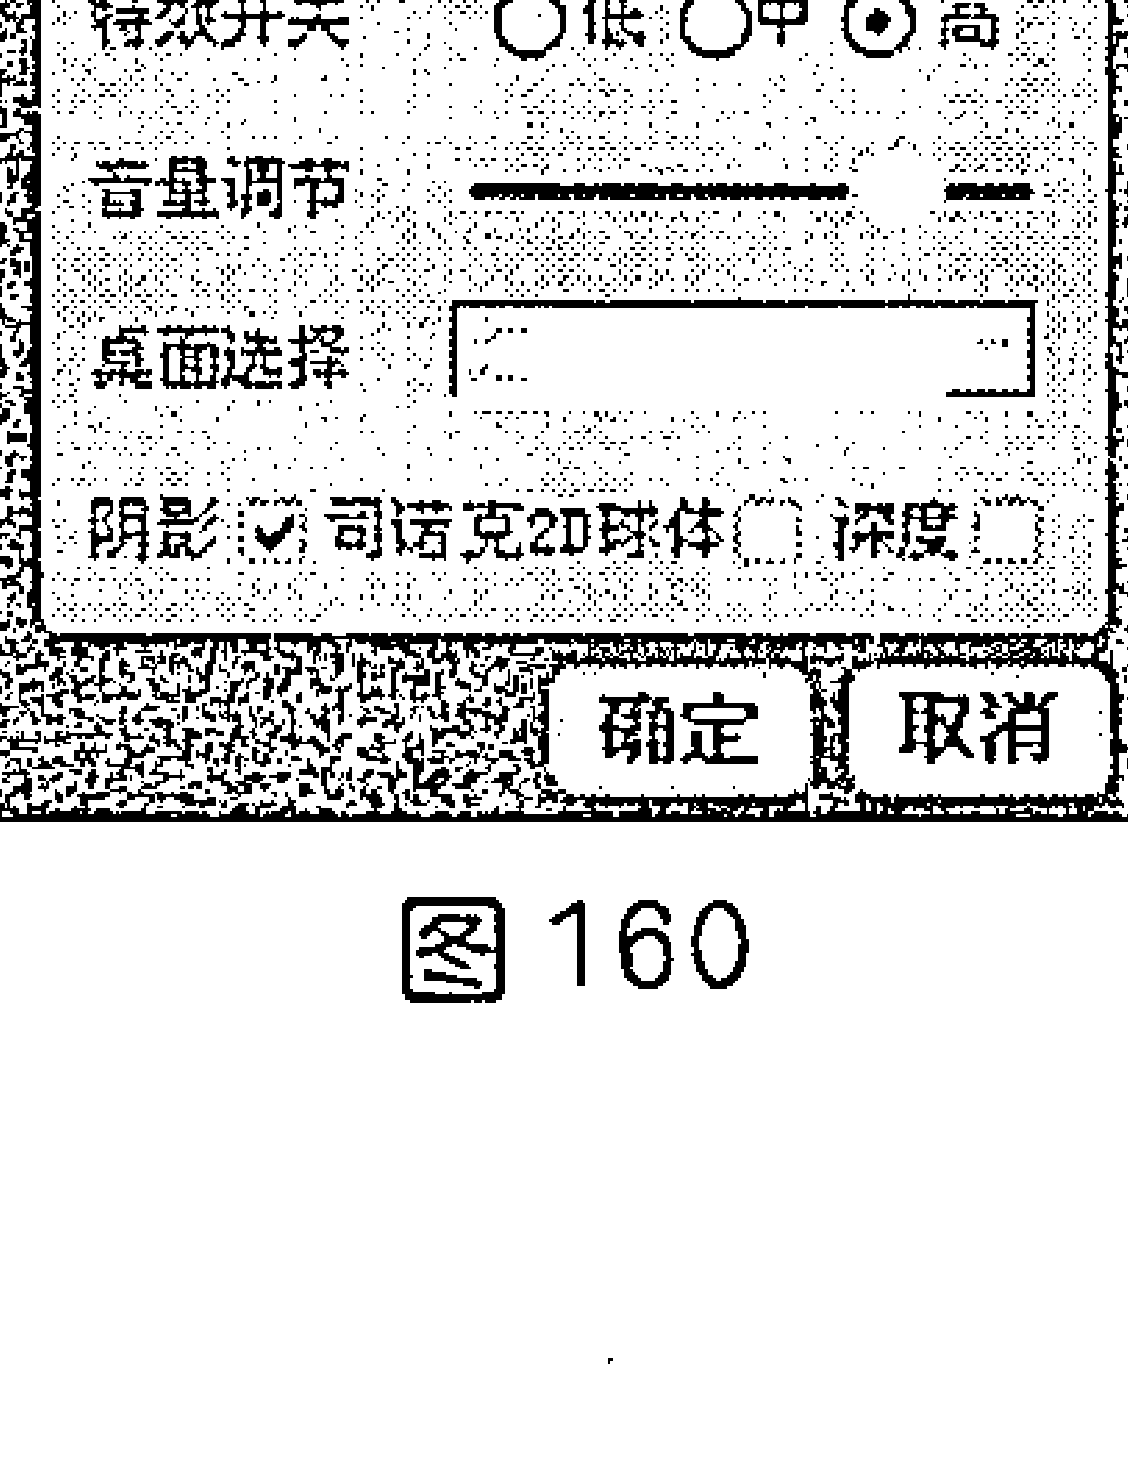 特效开关 低 中 高
音量调节
桌面选择
阴影 司诺克2D球体 深度
确定 取消
图 160